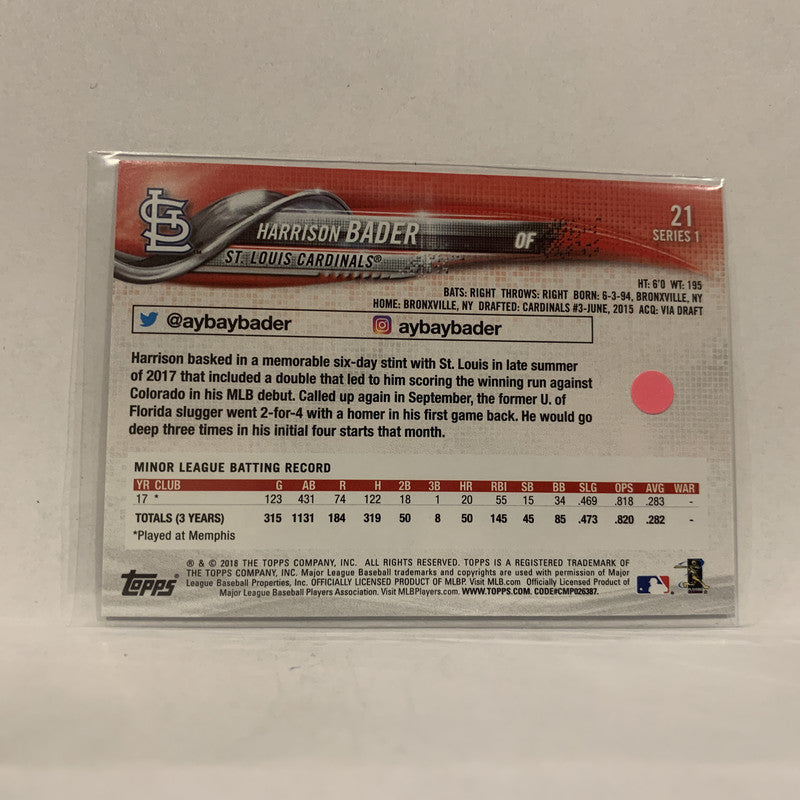 STL
HARRISON BADER
OF
21
SERIES 1
ST. LOUIS CARDINALS®
HT: 6'0 WT: 195
BATS: RIGHT THROWS: RIGHT BORN: 6-3-94, BRONXVILLE, NY
HOME: BRONXVILLE, NY DRAFTED: CARDINALS #3-JUNE, 2015 ACQ: VIA DRAFT
@aybaybader aybaybader
Harrison basked in a memorable six-day stint with St. Louis in late summer
of 2017 that included a double that led to him scoring the winning run against
Colorado in his MLB debut. Called up again in September, the former U. of
Florida slugger went 2-for-4 with a homer in his first game back. He would go
deep three times in his initial four starts that month.
MINOR LEAGUE BATTING RECORD
YR CLUB G AB R H 2B 3B HR RBI SB BB SLG OPS AVG WAR
17 * 123 431 74 122 18 1 20 55 15 34 .469 .818 .283 -
TOTALS (3 YEARS) 315 1131 184 319 50 8 50 145 45 85 .473 .820 .282 -
*Played at Memphis
Topps®
® & © 2018 THE TOPPS COMPANY, INC. ALL RIGHTS RESERVED. TOPPS IS A REGISTERED TRADEMARK OF
THE TOPPS COMPANY, INC. Major League Baseball trademarks and copyrights are used with permission of Major
League Baseball Properties, Inc. OFFICIALLY LICENSED PRODUCT OF MLBP. Visit MLB.com Officially Licensed Product of
Major League Baseball Players Association. Visit MLBPlayers.com. WWW.TOPPS.COM. CODE#CMP026387.